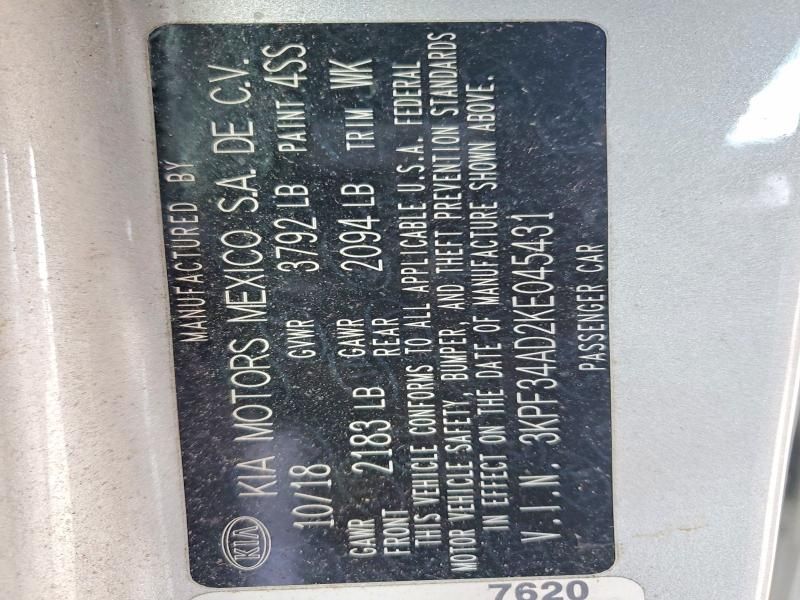 MANUFACTURED BY
KIA KIA MOTORS MEXICO S.A. DE C.V.
10/18 GVWR 3792 LB PAINT 4SS
GAWR FRONT 2183 LB GAWR REAR 2094 LB TRIM WK
THIS VEHICLE CONFORMS TO ALL APPLICABLE U.S.A. FEDERAL
MOTOR VEHICLE SAFETY, BUMPER, AND THEFT PREVENTION STANDARDS
IN EFFECT ON THE DATE OF MANUFACTURE SHOWN ABOVE.
V.I.N. 3KPF34AD2KE045431
PASSENGER CAR
7620